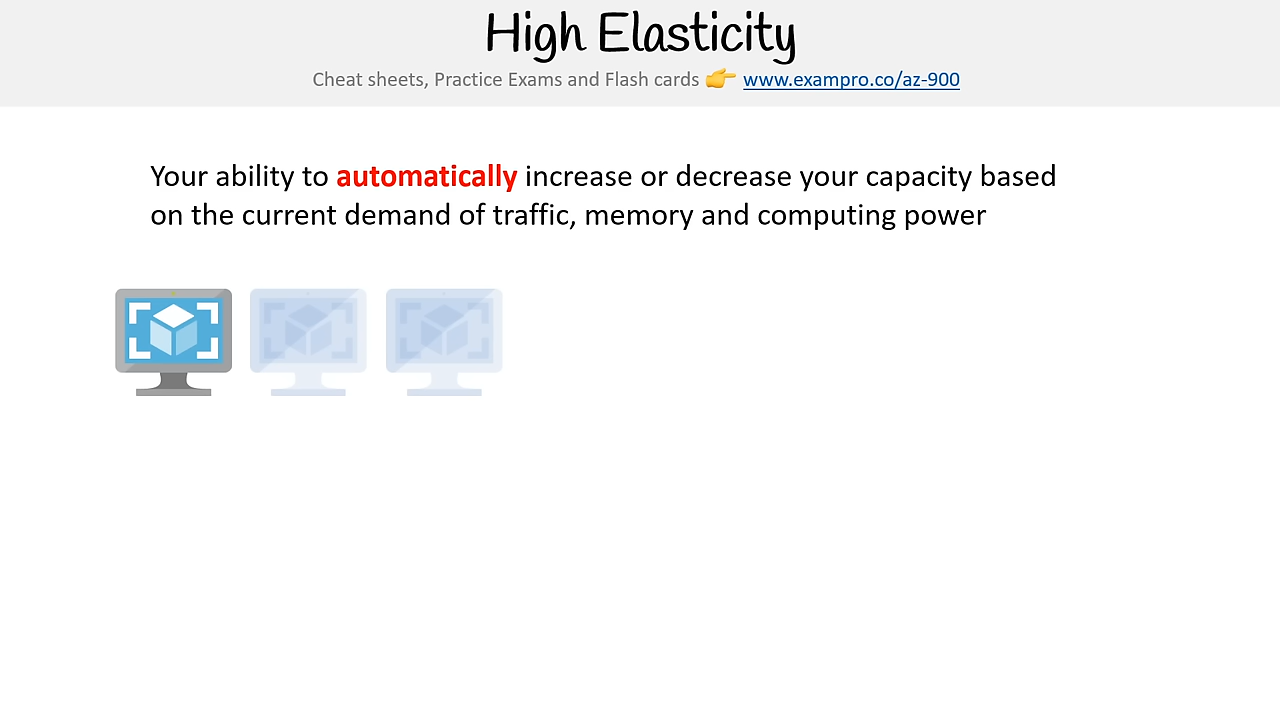 High Elasticity
Cheat sheets, Practice Exams and Flash cards 👉 www.exampro.co/az-900
Your ability to automatically increase or decrease your capacity based
on the current demand of traffic, memory and computing power